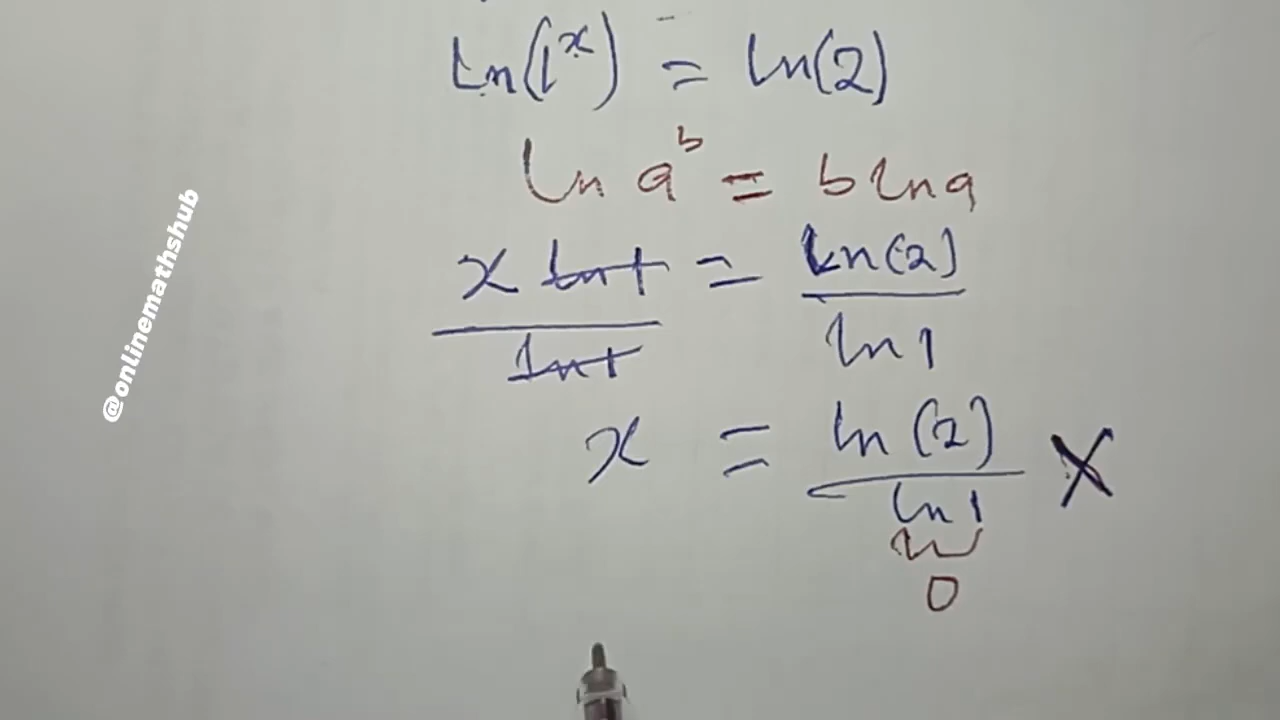 ln(1^x) = ln(2)
ln a^b = b ln a
x ln 1 = ln(2)
ln 1 ln 1
x = ln(2) X
ln 1
0
@onlinemathshub